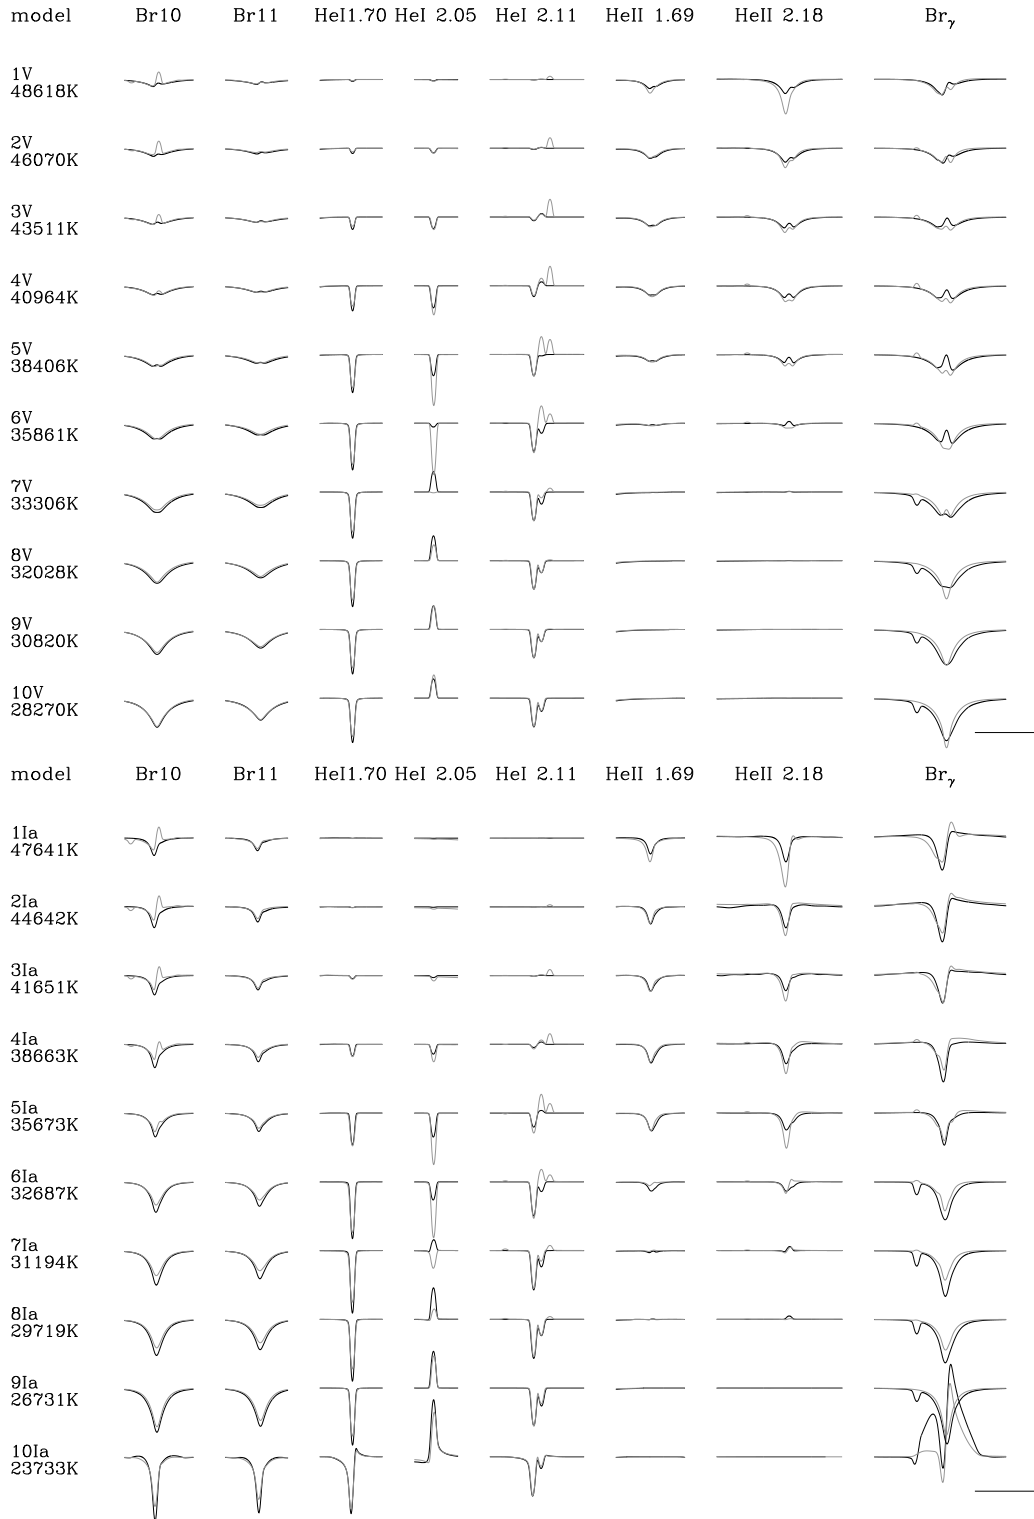 model Br10 Br11 HeI1.70 HeI 2.05 HeI 2.11 HeII 1.69 HeII 2.18 Brγ
1V
48618K
2V
46070K
3V
43511K
4V
40964K
5V
38406K
6V
35861K
7V
33306K
8V
32028K
9V
30820K
10V
28270K
model Br10 Br11 HeI1.70 HeI 2.05 HeI 2.11 HeII 1.69 HeII 2.18 Brγ
1Ia
47641K
2Ia
44642K
3Ia
41651K
4Ia
38663K
5Ia
35673K
6Ia
32687K
7Ia
31194K
8Ia
29719K
9Ia
26731K
10Ia
23733K